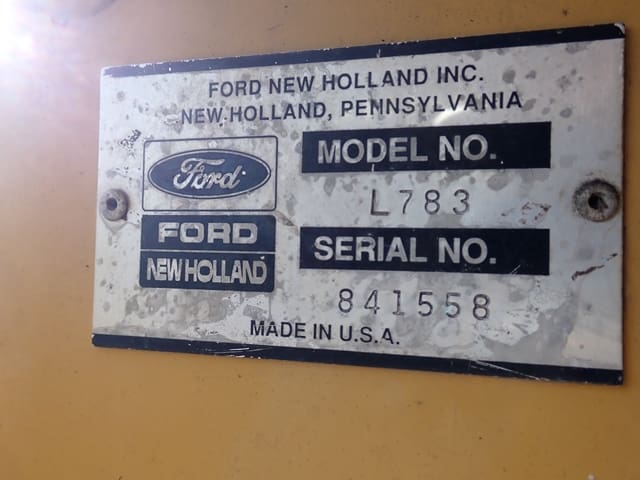 FORD NEW HOLLAND INC.
NEW HOLLAND, PENNSYLVANIA
Ford
FORD
NEW HOLLAND
MODEL NO.
L783
SERIAL NO.
841558
MADE IN U.S.A.